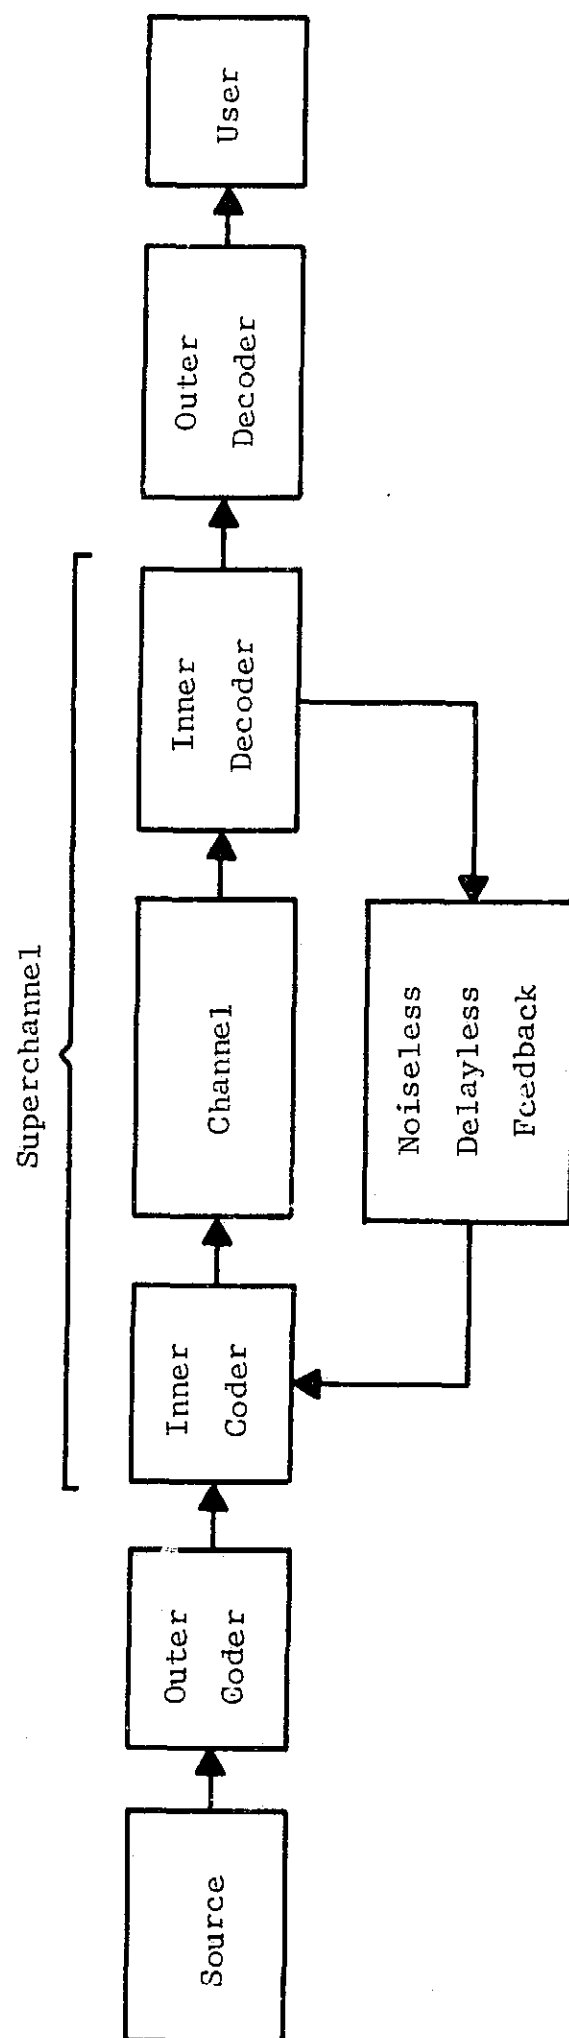 Superchannel
Source
Outer
Coder
Inner
Coder
Channel
Inner
Decoder
Outer
Decoder
User
Noiseless
Delayless
Feedback